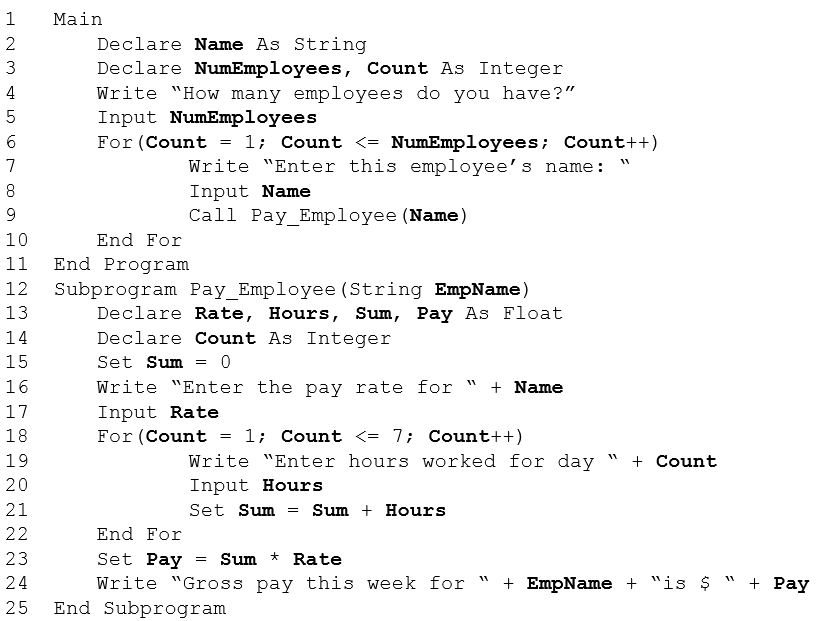 1 Main
2 Declare Name As String
3 Declare NumEmployees, Count As Integer
4 Write “How many employees do you have?”
5 Input NumEmployees
6 For(Count = 1; Count <= NumEmployees; Count++)
7 Write “Enter this employee’s name: “
8 Input Name
9 Call Pay_Employee(Name)
10 End For
11 End Program
12 Subprogram Pay_Employee(String EmpName)
13 Declare Rate, Hours, Sum, Pay As Float
14 Declare Count As Integer
15 Set Sum = 0
16 Write “Enter the pay rate for “ + Name
17 Input Rate
18 For(Count = 1; Count <= 7; Count++)
19 Write “Enter hours worked for day “ + Count
20 Input Hours
21 Set Sum = Sum + Hours
22 End For
23 Set Pay = Sum * Rate
24 Write “Gross pay this week for “ + EmpName + “is $ “ + Pay
25 End Subprogram